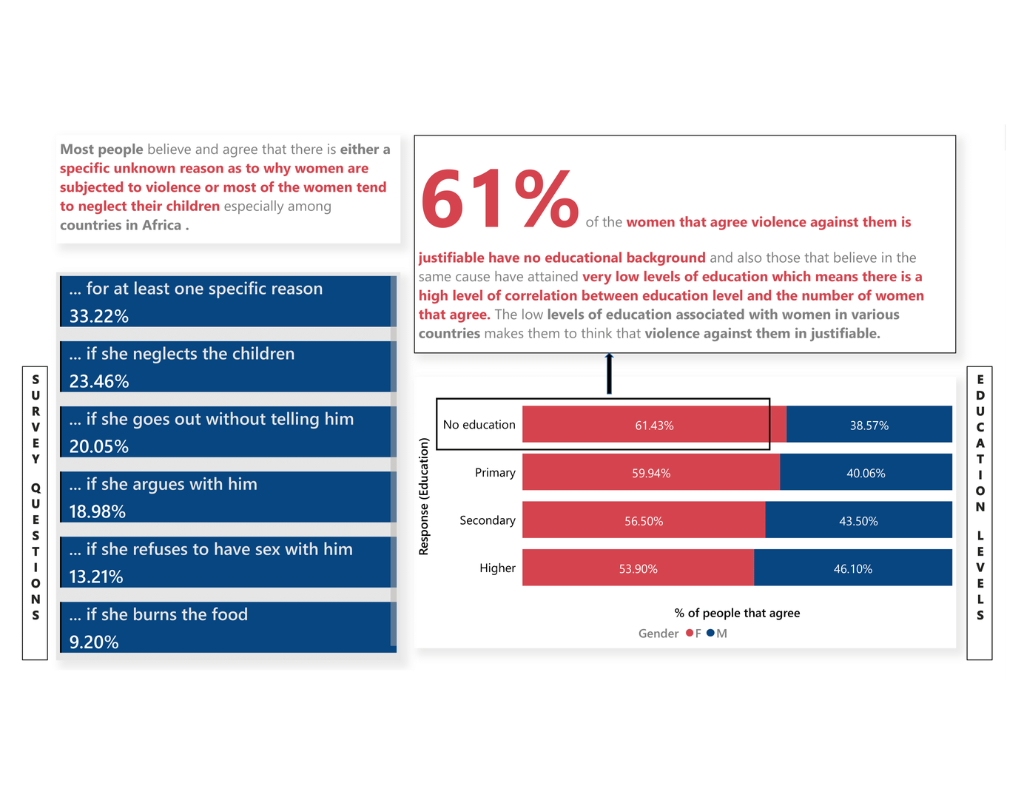 Most people believe and agree that there is either a
specific unknown reason as to why women are
subjected to violence or most of the women tend
to neglect their children especially among
countries in Africa .
61% of the women that agree violence against them is
justifiable have no educational background and also those that believe in the
same cause have attained very low levels of education which means there is a
high level of correlation between education level and the number of women
that agree. The low levels of education associated with women in various
countries makes them to think that violence against them in justifiable.
SURVEY QUESTIONS
... for at least one specific reason
33.22%
... if she neglects the children
23.46%
... if she goes out without telling him
20.05%
... if she argues with him
18.98%
... if she refuses to have sex with him
13.21%
... if she burns the food
9.20%
Response (Education)
No education 61.43% 38.57%
Primary 59.94% 40.06%
Secondary 56.50% 43.50%
Higher 53.90% 46.10%
% of people that agree
Gender F M
EDUCATION LEVELS